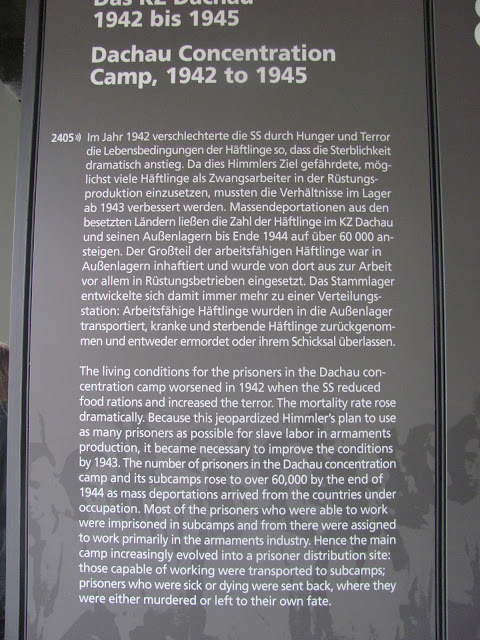 Das KZ Dachau
1942 bis 1945
Dachau Concentration
Camp, 1942 to 1945
2405 Im Jahr 1942 verschlechterte die SS durch Hunger und Terror
die Lebensbedingungen der Häftlinge so, dass die Sterblichkeit
dramatisch anstieg. Da dies Himmlers Ziel gefährdete, mög-
lichst viele Häftlinge als Zwangsarbeiter in der Rüstungs-
produktion einzusetzen, mussten die Verhältnisse im Lager
ab 1943 verbessert werden. Massendeportationen aus den
besetzten Ländern ließen die Zahl der Häftlinge im KZ Dachau
und seinen Außenlagern bis Ende 1944 auf über 60 000 an-
steigen. Der Großteil der arbeitsfähigen Häftlinge war in
Außenlagern inhaftiert und wurde von dort aus zur Arbeit
vor allem in Rüstungsbetrieben eingesetzt. Das Stammlager
entwickelte sich damit immer mehr zu einer Verteilungs-
station: Arbeitsfähige Häftlinge wurden in die Außenlager
transportiert, kranke und sterbende Häftlinge zurückgenom-
men und entweder ermordet oder ihrem Schicksal überlassen.
The living conditions for the prisoners in the Dachau con-
centration camp worsened in 1942 when the SS reduced
food rations and increased the terror. The mortality rate rose
dramatically. Because this jeopardized Himmler's plan to use
as many prisoners as possible for slave labor in armaments
production, it became necessary to improve the conditions
by 1943. The number of prisoners in the Dachau concentration
camp and its subcamps rose to over 60,000 by the end of
1944 as mass deportations arrived from the countries under
occupation. Most of the prisoners who were able to work
were imprisoned in subcamps and from there were assigned
to work primarily in the armaments industry. Hence the main
camp increasingly evolved into a prisoner distribution site:
those capable of working were transported to subcamps;
prisoners who were sick or dying were sent back, where they
were either murdered or left to their own fate.